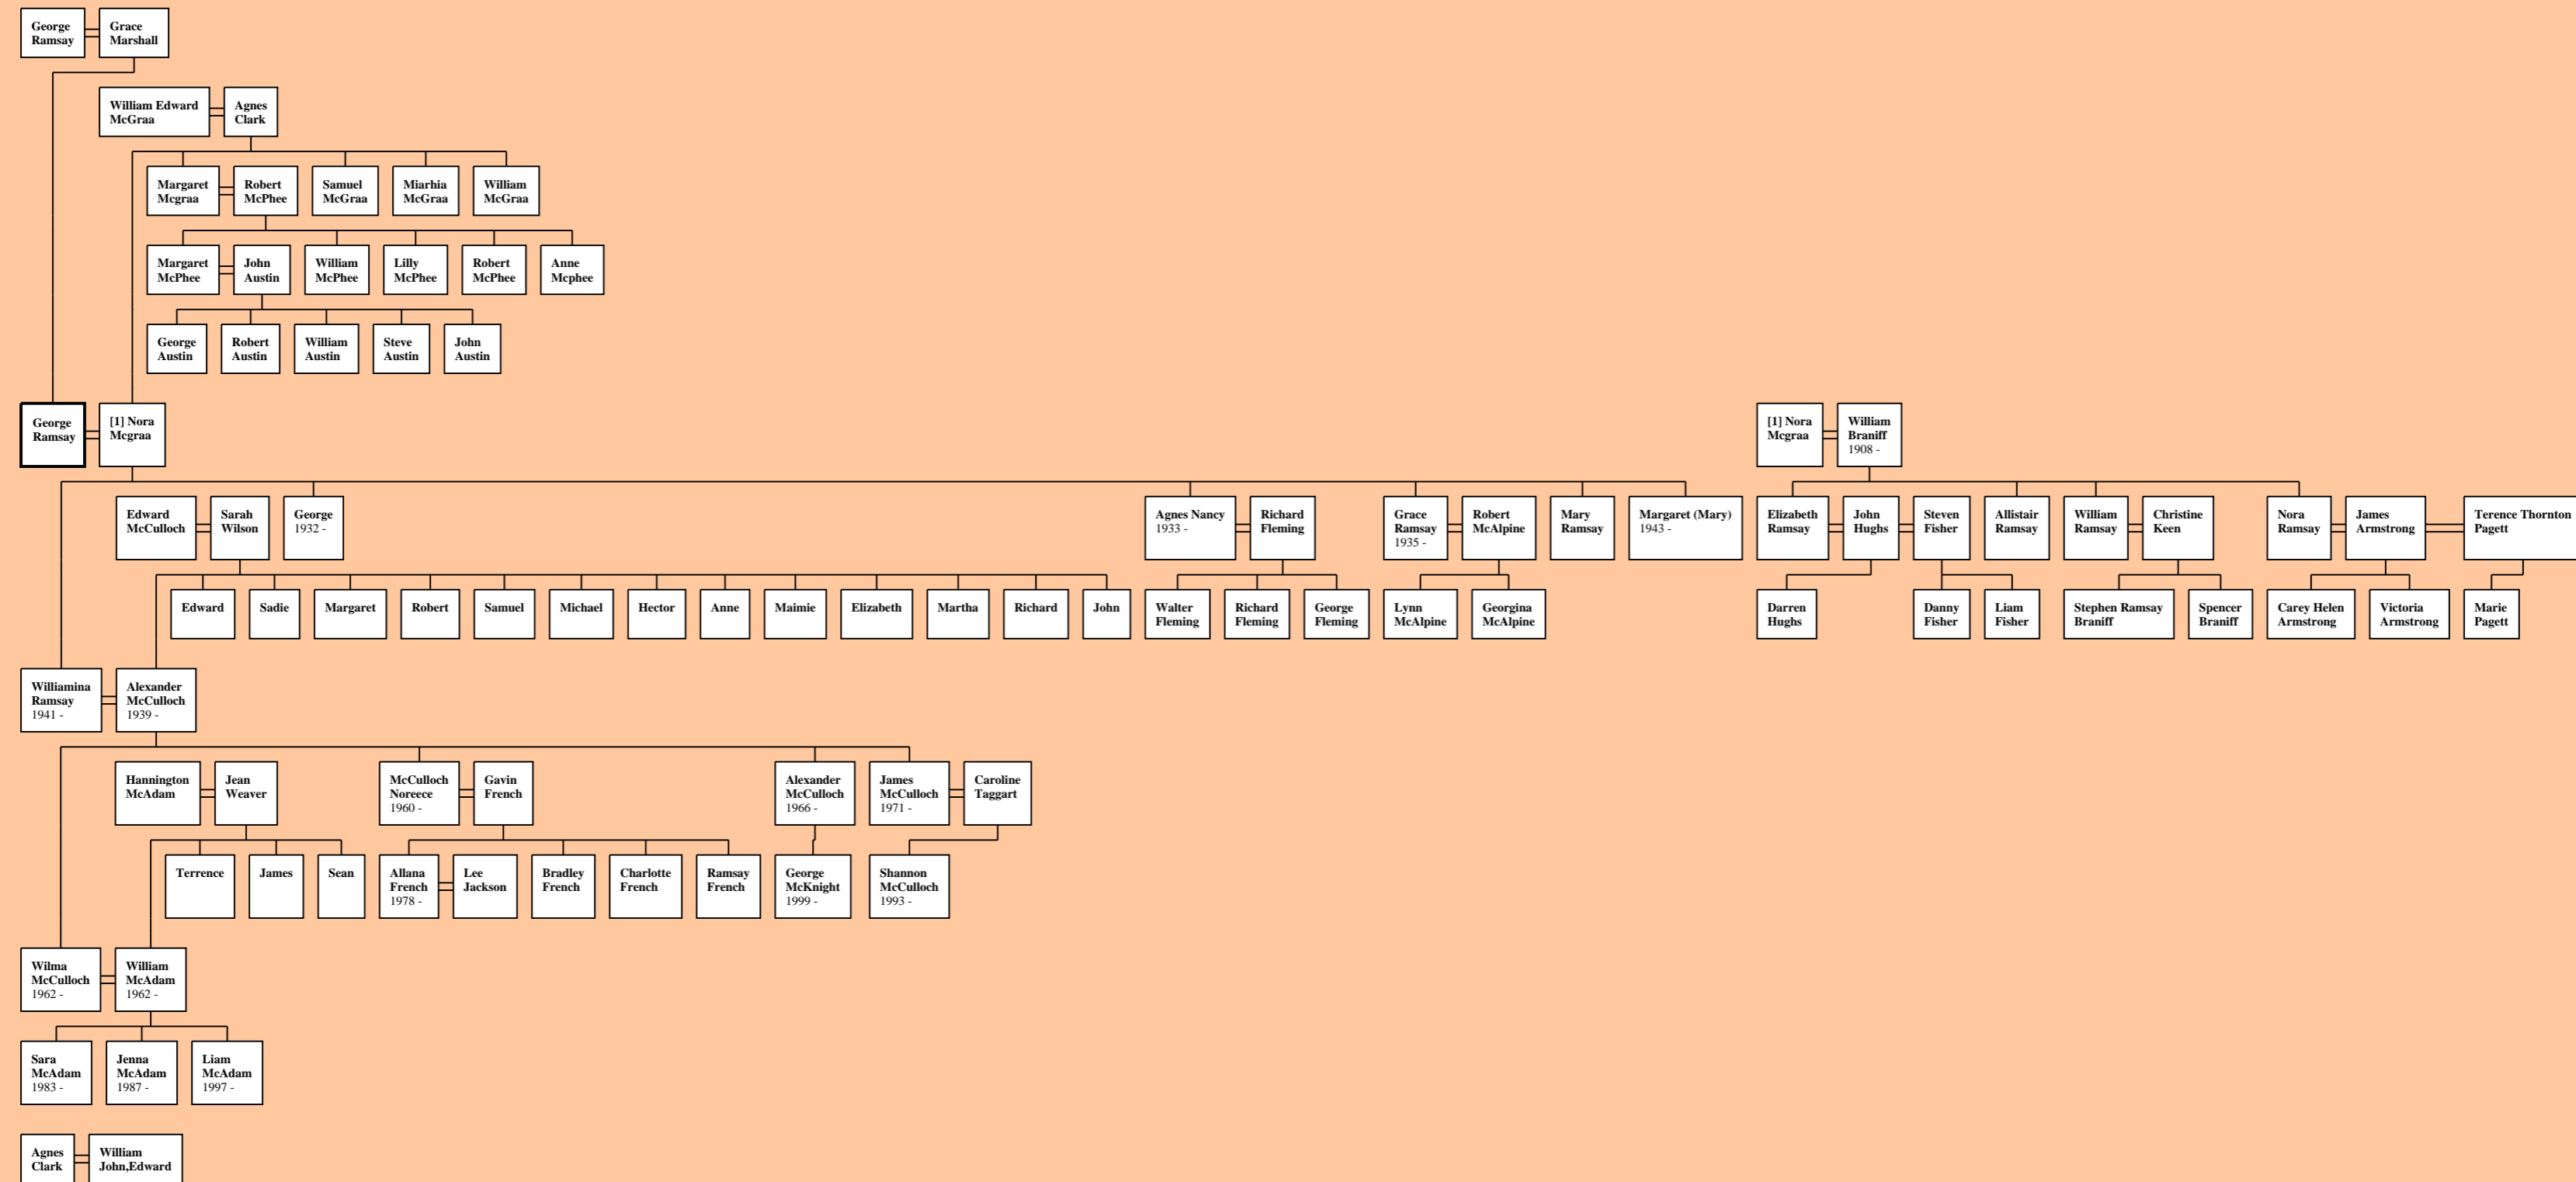 George
Ramsay
Grace
Marshall
William Edward
McGraa
Agnes
Clark
Margaret
Mcgraa
Robert
McPhee
Samuel
McGraa
Miarhia
McGraa
William
McGraa
Margaret
McPhee
John
Austin
William
McPhee
Lilly
McPhee
Robert
McPhee
Anne
Mcphee
George
Austin
Robert
Austin
William
Austin
Steve
Austin
John
Austin
George
Ramsay
[1] Nora
Mcgraa
[1] Nora
Mcgraa
William
Braniff
1908 -
Edward
McCulloch
Sarah
Wilson
George
1932 -
Agnes Nancy
1933 -
Richard
Fleming
Grace
Ramsay
1935 -
Robert
McAlpine
Mary
Ramsay
Margaret (Mary)
1943 -
Elizabeth
Ramsay
John
Hughs
Steven
Fisher
Allistair
Ramsay
William
Ramsay
Christine
Keen
Nora
Ramsay
James
Armstrong
Terence Thornton
Pagett
Edward
Sadie
Margaret
Robert
Samuel
Michael
Hector
Anne
Maimie
Elizabeth
Martha
Richard
John
Walter
Fleming
Richard
Fleming
George
Fleming
Lynn
McAlpine
Georgina
McAlpine
Darren
Hughs
Danny
Fisher
Liam
Fisher
Stephen Ramsay
Braniff
Spencer
Braniff
Carey Helen
Armstrong
Victoria
Armstrong
Marie
Pagett
Williamina
Ramsay
1941 -
Alexander
McCulloch
1939 -
Hannington
McAdam
Jean
Weaver
McCulloch
Noreece
1960 -
Gavin
French
Alexander
McCulloch
1966 -
James
McCulloch
1971 -
Caroline
Taggart
Terrence
James
Sean
Allana
French
1978 -
Lee
Jackson
Bradley
French
Charlotte
French
Ramsay
French
George
McKnight
1999 -
Shannon
McCulloch
1993 -
Wilma
McCulloch
1962 -
William
McAdam
1962 -
Sara
McAdam
1983 -
Jenna
McAdam
1987 -
Liam
McAdam
1997 -
Agnes
Clark
William
John,Edward